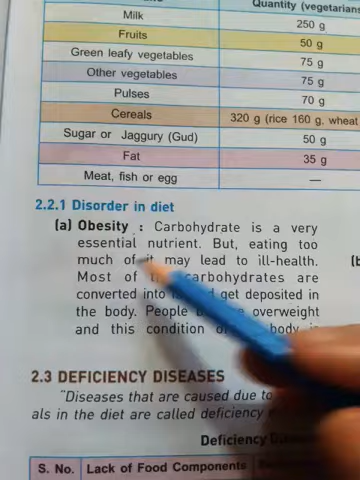 Quantity (vegetarians
Milk 250 g
Fruits 50 g
Green leafy vegetables 75 g
Other vegetables 75 g
Pulses 70 g
Cereals 320 g (rice 160 g, wheat
Sugar or Jaggury (Gud) 50 g
Fat 35 g
Meat, fish or egg —
2.2.1 Disorder in diet
(a) Obesity : Carbohydrate is a very
essential nutrient. But, eating too
much of it may lead to ill-health.
Most of carbohydrates are
converted into get deposited in
the body. People overweight
and this condition body is
2.3 DEFICIENCY DISEASES
"Diseases that are caused due to
als in the diet are called deficiency
Deficiency
S. No. Lack of Food Components